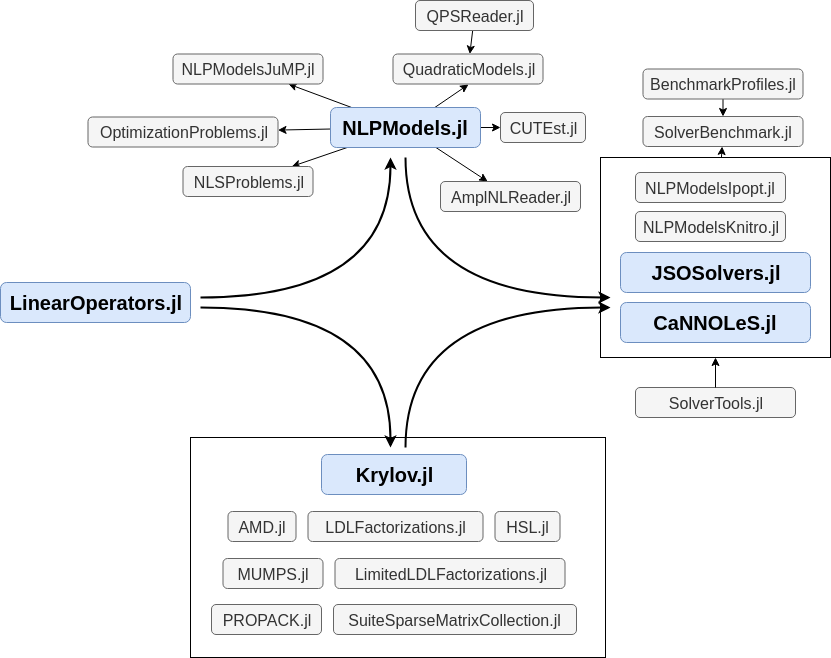 QPSReader.jl
NLPModelsJuMP.jl
QuadraticModels.jl
BenchmarkProfiles.jl
OptimizationProblems.jl
NLPModels.jl
CUTEst.jl
SolverBenchmark.jl
NLSProblems.jl
AmplNLReader.jl
NLPModelsIpopt.jl
NLPModelsKnitro.jl
JSOSolvers.jl
LinearOperators.jl
CaNNOLeS.jl
SolverTools.jl
Krylov.jl
AMD.jl
LDLFactorizations.jl
HSL.jl
MUMPS.jl
LimitedLDLFactorizations.jl
PROPACK.jl
SuiteSparseMatrixCollection.jl